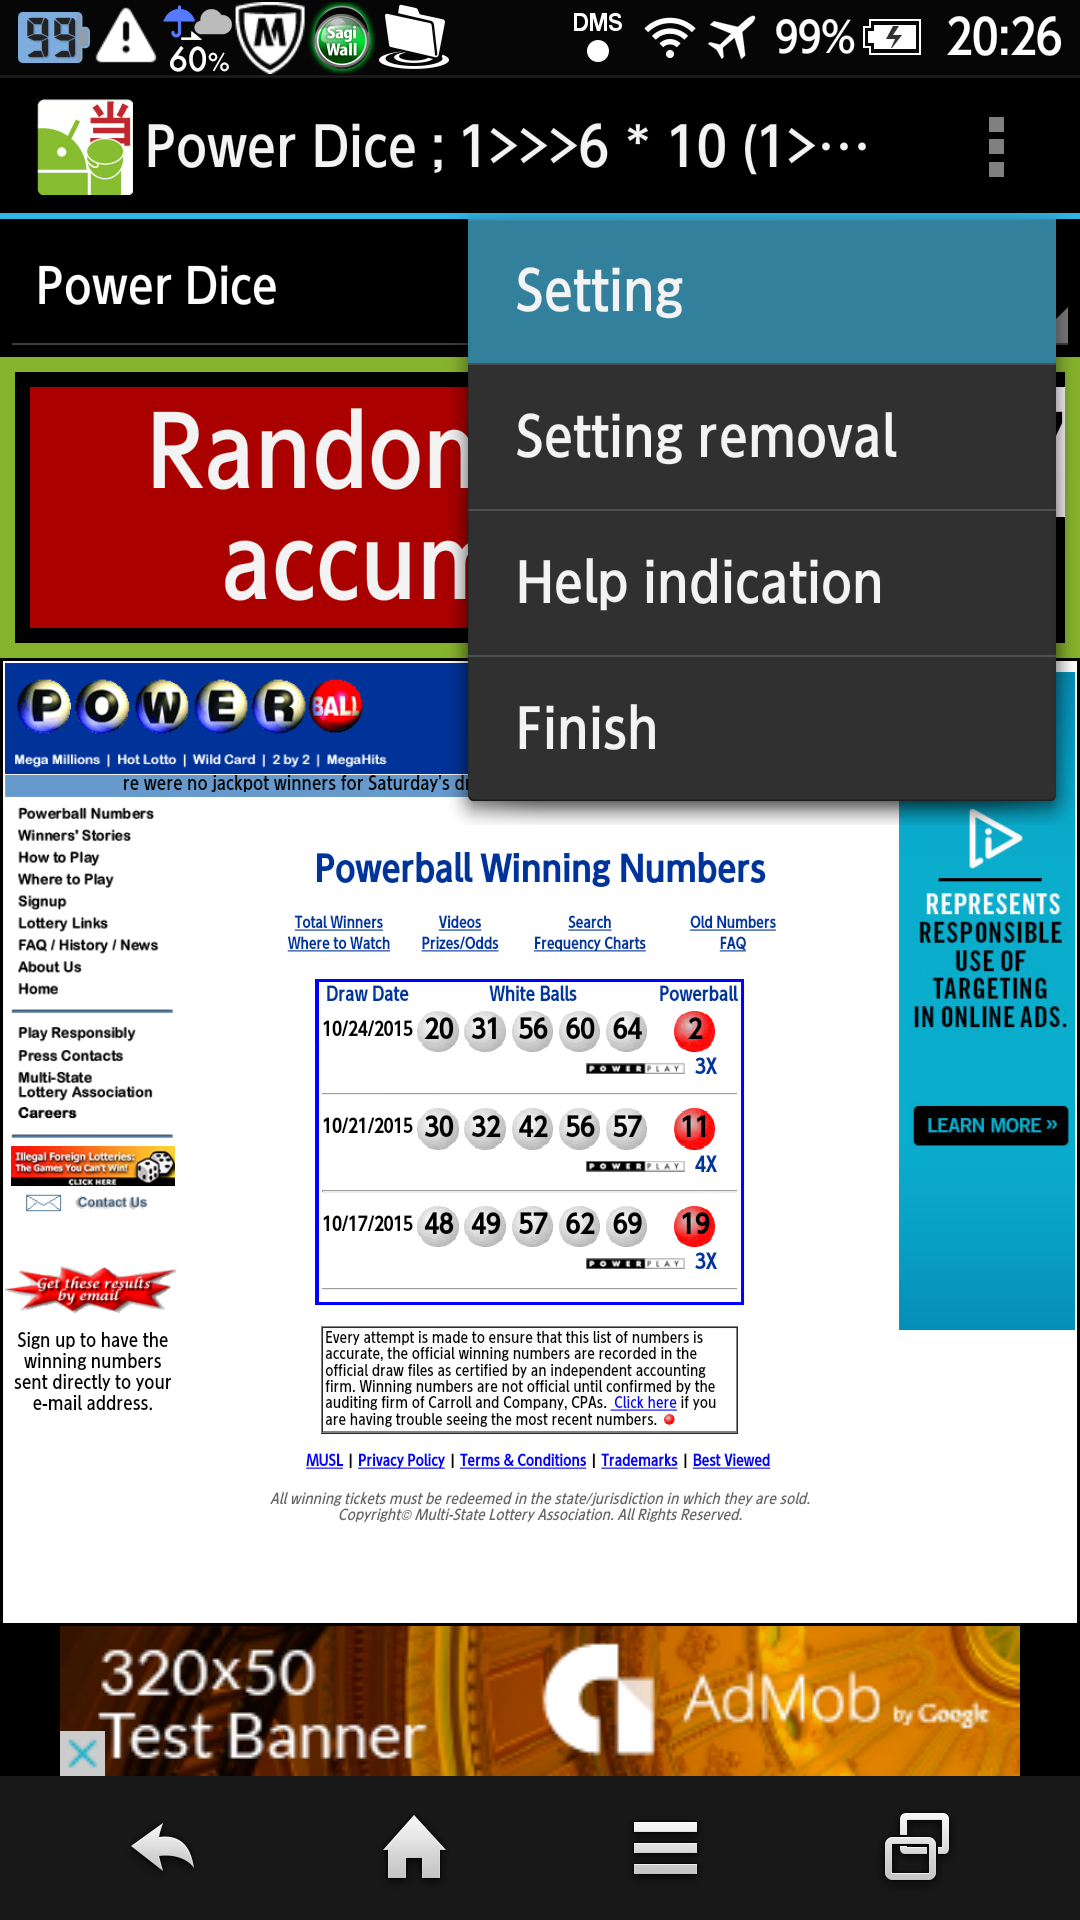 99
60%
M
Sagi
Wall
DMS
99%
20:26
当
Power Dice ; 1>>>6 * 10 (1>…
Power Dice
Setting
Setting removal
Help indication
Finish
POWER BALL
Mega Millions | Hot Lotto | Wild Card | 2 by 2 | MegaHits
re were no jackpot winners for Saturday's
Powerball Numbers
Winners' Stories
How to Play
Where to Play
Signup
Lottery Links
FAQ / History / News
About Us
Home
Play Responsibly
Press Contacts
Multi-State
Lottery Association
Careers
Illegal Foreign Lotteries:
The Games You Can't Win!
CLICK HERE
Contact Us
Get these results
by email
Sign up to have the
winning numbers
sent directly to your
e-mail address.
Powerball Winning Numbers
Total Winners Videos Search Old Numbers
Where to Watch Prizes/Odds Frequency Charts FAQ
Draw Date White Balls Powerball
10/24/2015 20 31 56 60 64 2
POWERPLAY 3X
10/21/2015 30 32 42 56 57 11
POWERPLAY 4X
10/17/2015 48 49 57 62 69 19
POWERPLAY 3X
Every attempt is made to ensure that this list of numbers is
accurate, the official winning numbers are recorded in the
official draw files as certified by an independent accounting
firm. Winning numbers are not official until confirmed by the
auditing firm of Carroll and Company, CPAs. Click here if you
are having trouble seeing the most recent numbers.
MUSL | Privacy Policy | Terms & Conditions | Trademarks | Best Viewed
All winning tickets must be redeemed in the state/jurisdiction in which they are sold.
Copyright© Multi-State Lottery Association. All Rights Reserved.
REPRESENTS
RESPONSIBLE
USE OF
TARGETING
IN ONLINE ADS.
LEARN MORE »
320x50
Test Banner
AdMob by Google